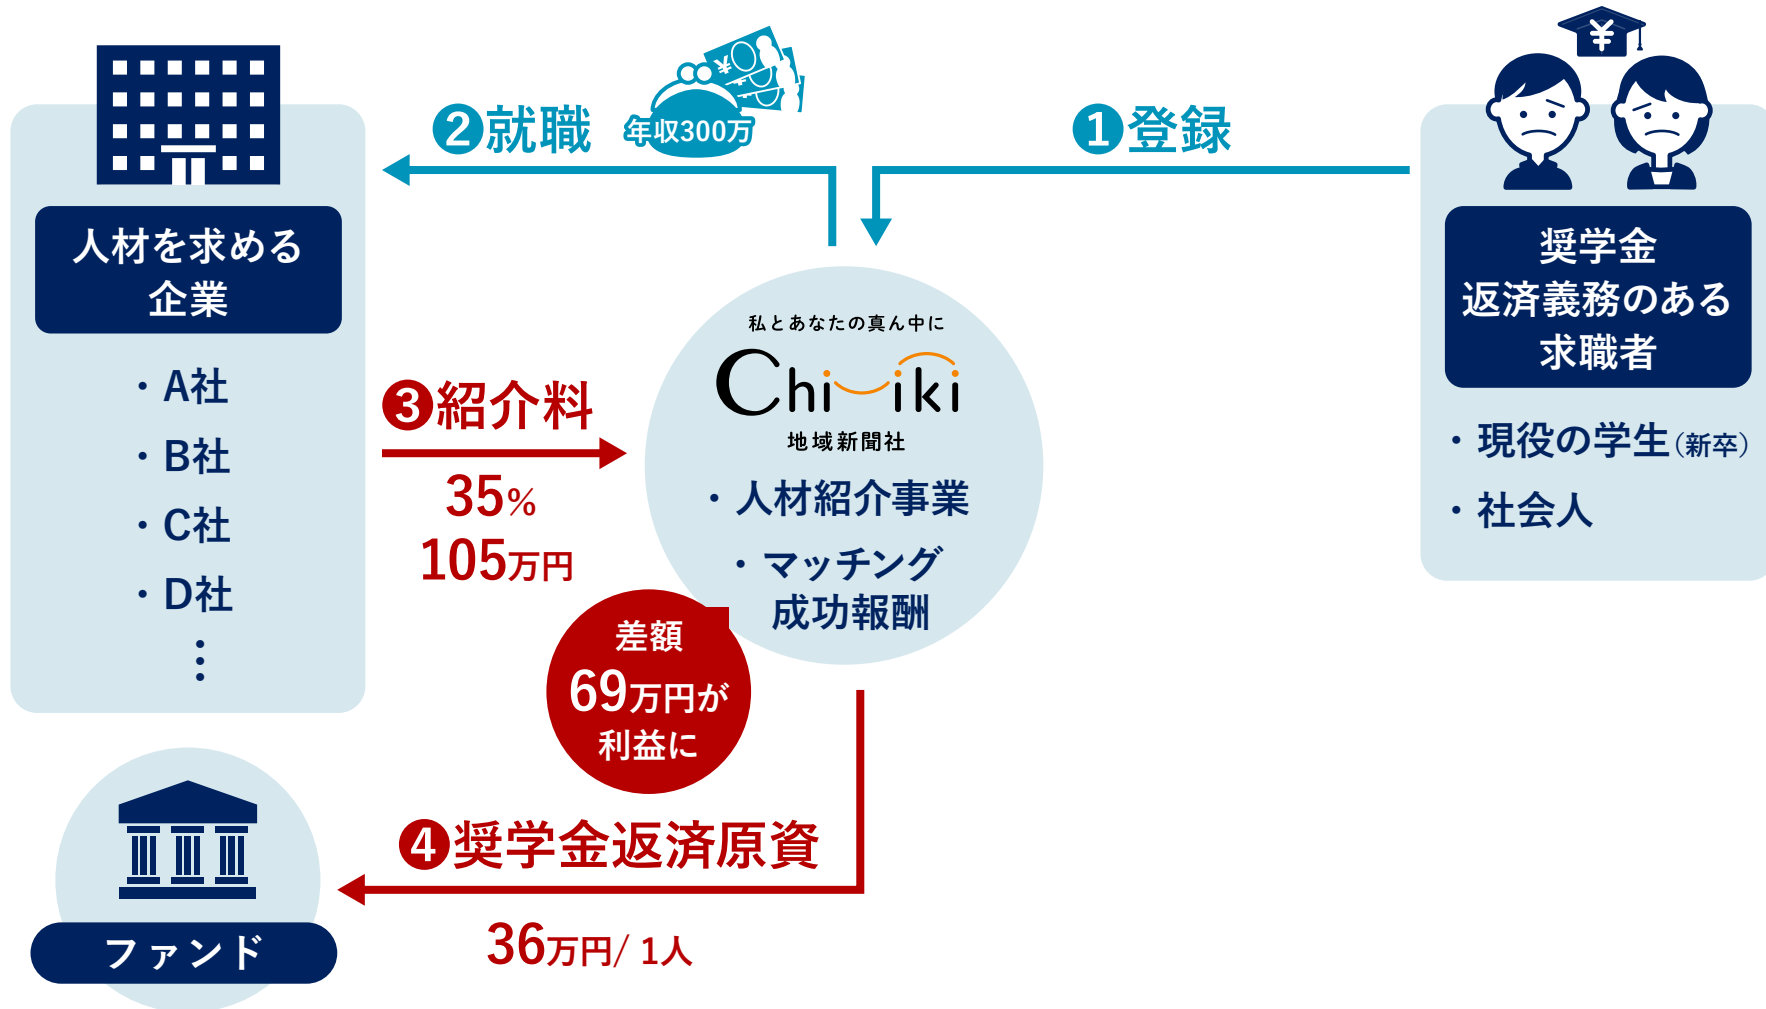 ❷就職
年収300万
❶登録
¥
人材を求める
企業
・A社
・B社
・C社
・D社
⋮
❸紹介料
35%
105万円
私とあなたの真ん中に
Chiiki
地域新聞社
・人材紹介事業
・マッチング
成功報酬
差額
69万円が
利益に
奨学金
返済義務のある
求職者
・現役の学生(新卒)
・社会人
❹奨学金返済原資
36万円/ 1人
ファンド